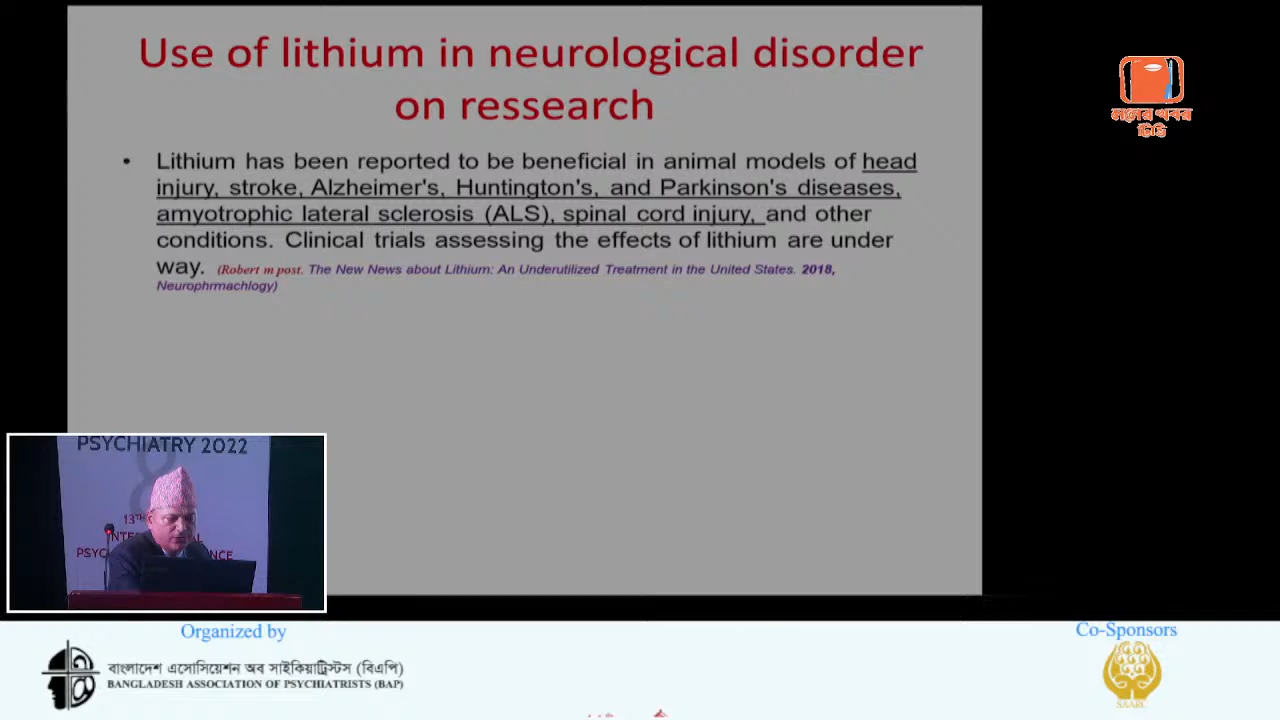 Use of lithium in neurological disorder
on ressearch
• Lithium has been reported to be beneficial in animal models of head
injury, stroke, Alzheimer's, Huntington's, and Parkinson's diseases,
amyotrophic lateral sclerosis (ALS), spinal cord injury, and other
conditions. Clinical trials assessing the effects of lithium are under
way. (Robert m post. The New News about Lithium: An Underutilized Treatment in the United States. 2018,
Neurophrmachlogy)
মনের খবর
টিভি
PSYCHIATRY 2022
13TH
Organized by
বাংলাদেশ এসোসিয়েশন অব সাইকিয়াট্রিস্টস (বিএপি)
BANGLADESH ASSOCIATION OF PSYCHIATRISTS (BAP)
Co-Sponsors
SAARC